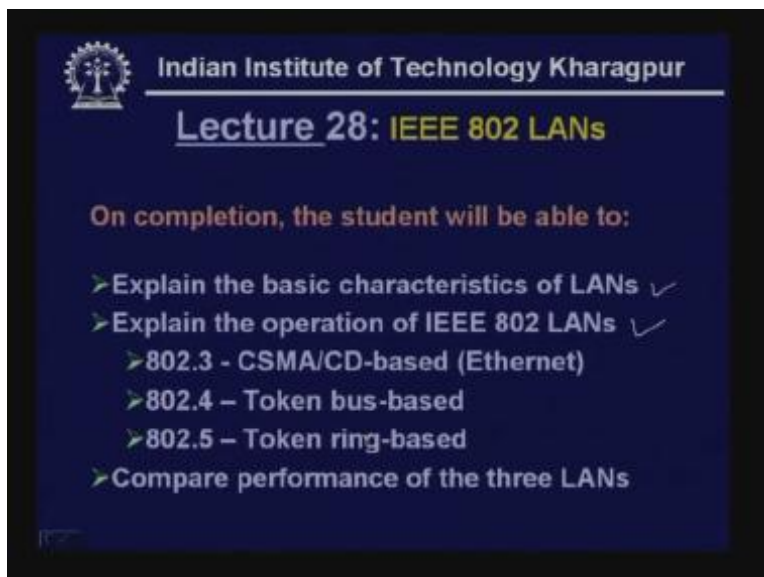 Indian Institute of Technology Kharagpur
Lecture 28: IEEE 802 LANs
On completion, the student will be able to:
➢Explain the basic characteristics of LANs ✓
➢Explain the operation of IEEE 802 LANs ✓
➢802.3 - CSMA/CD-based (Ethernet)
➢802.4 – Token bus-based
➢802.5 – Token ring-based
➢Compare performance of the three LANs